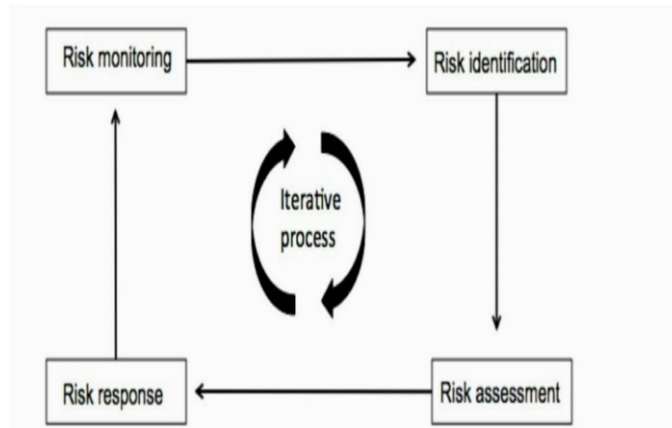 Risk monitoring
Risk identification
Iterative
process
Risk response
Risk assessment